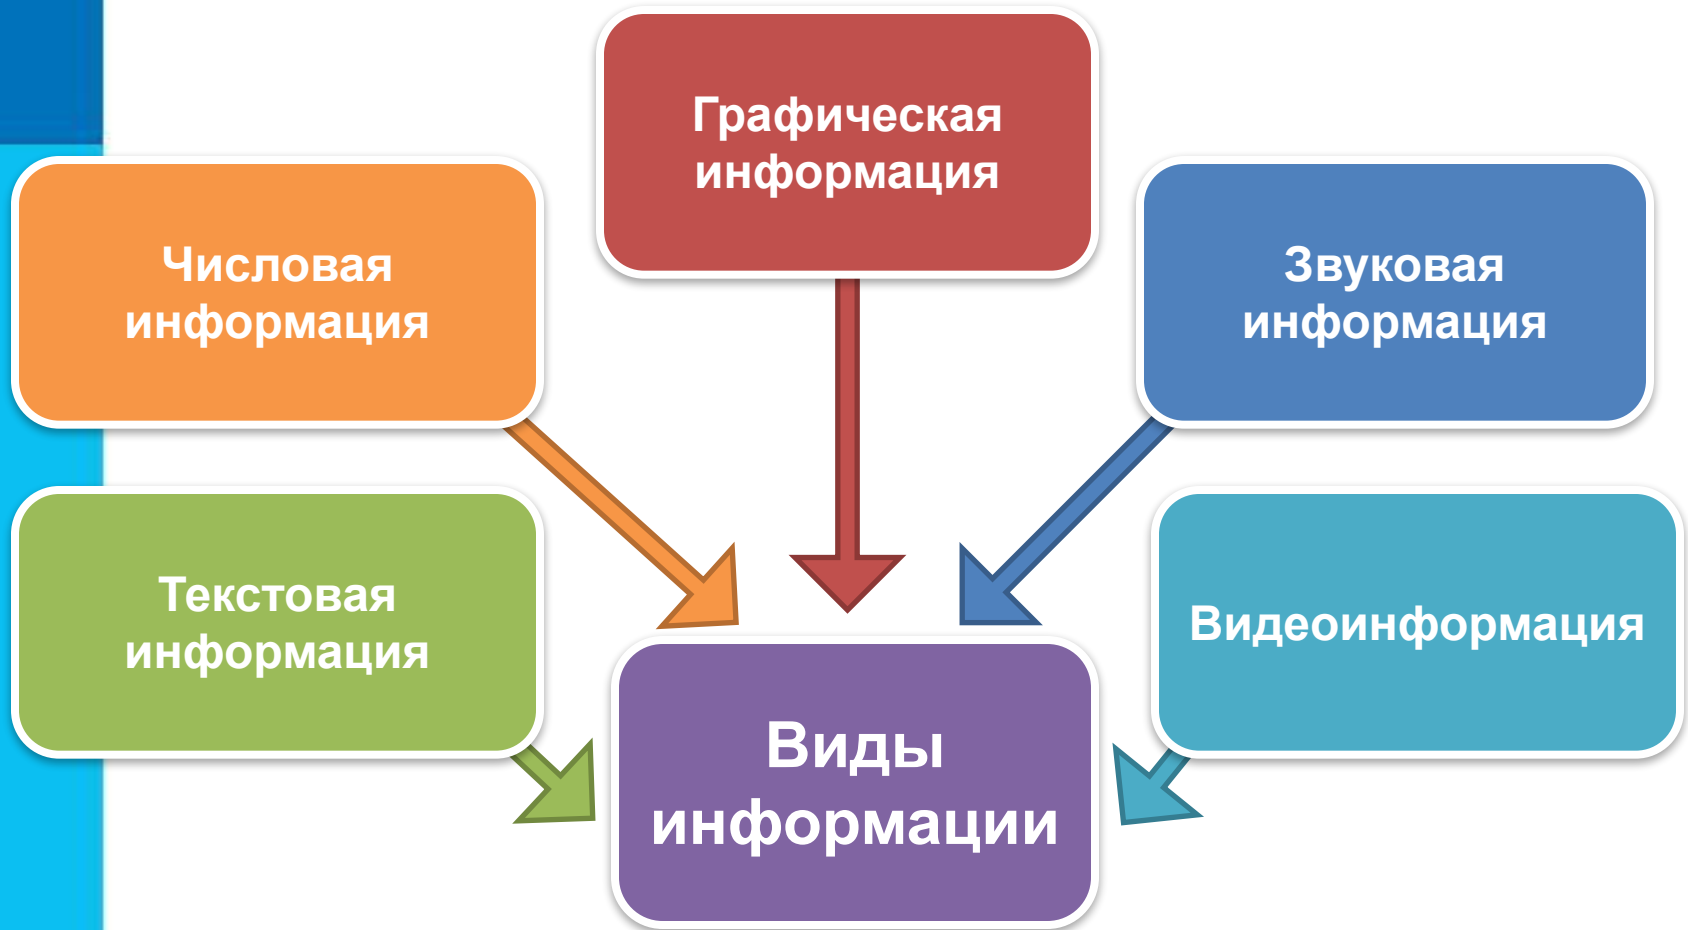 Графическая
информация
Числовая
информация
Звуковая
информация
Текстовая
информация
Видеоинформация
Виды
информации